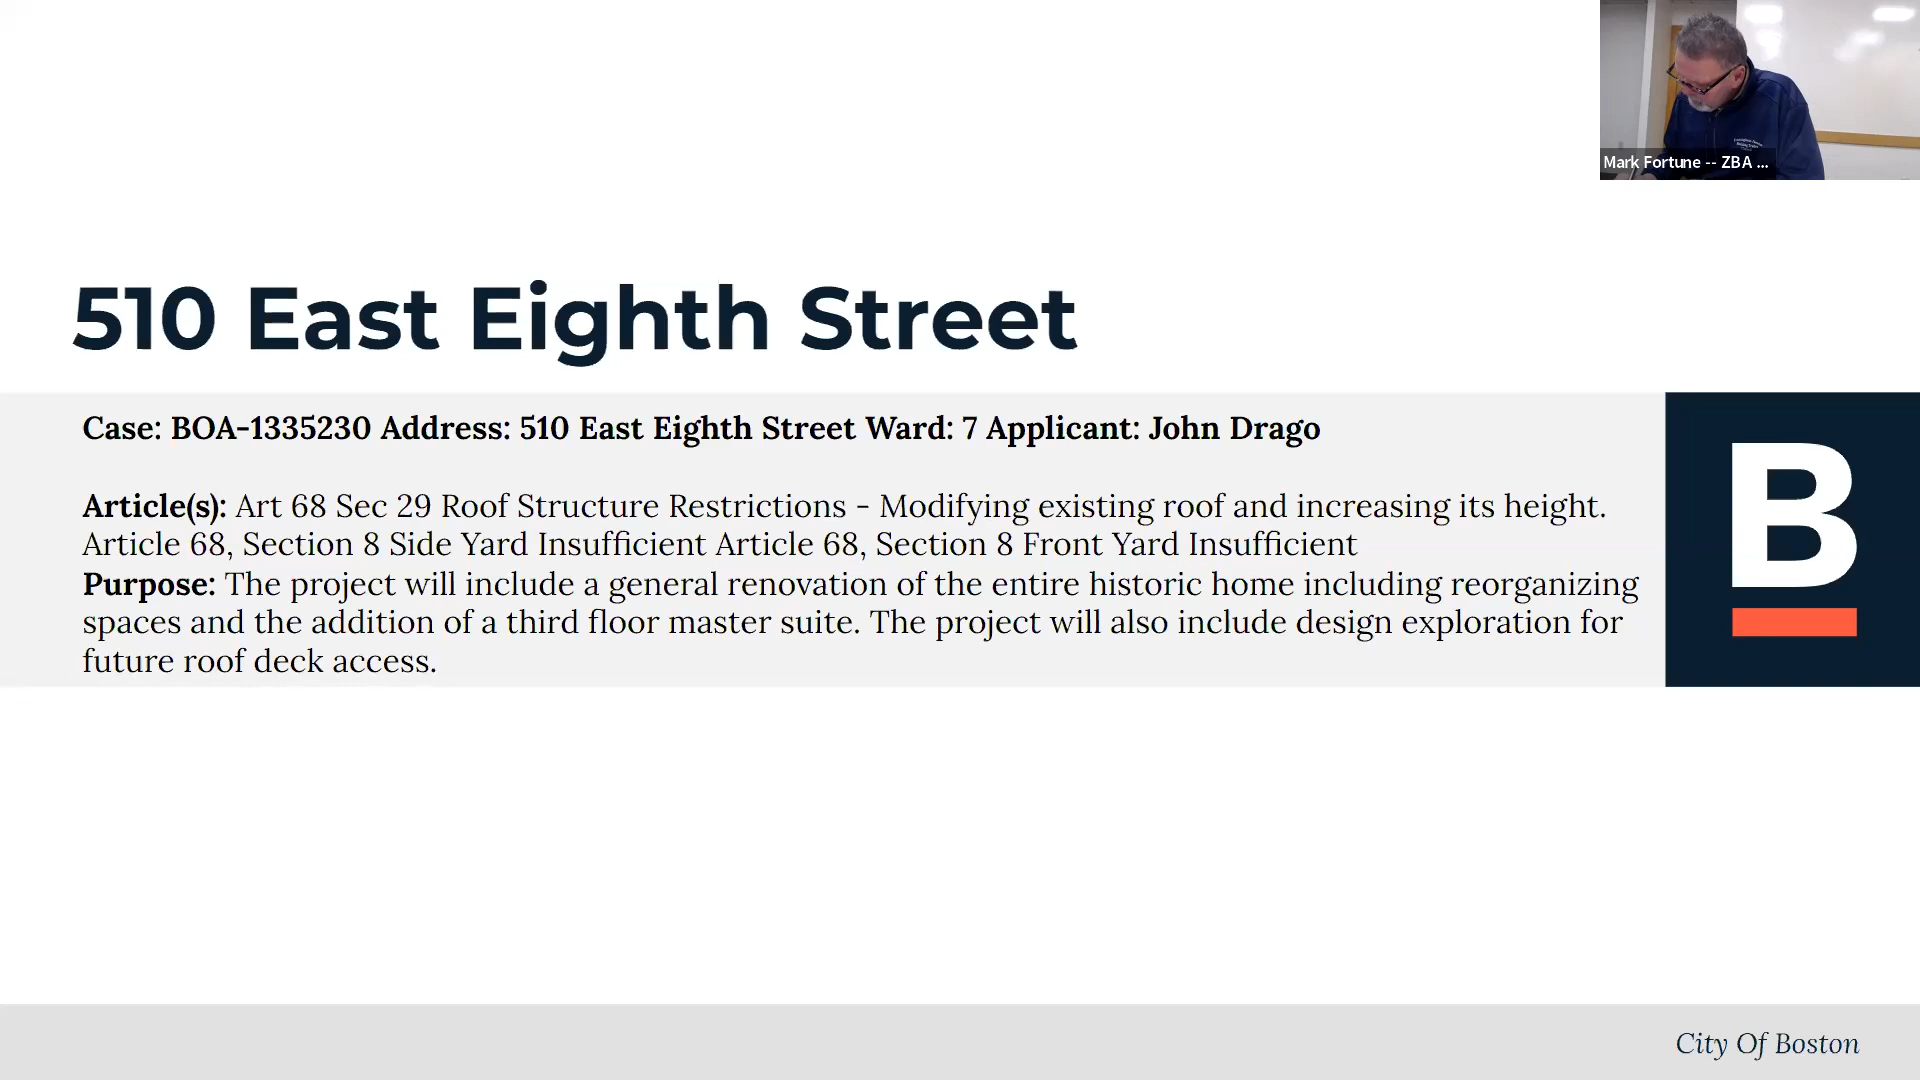 Mark Fortune -- ZBA ...
510 East Eighth Street
Case: BOA-1335230 Address: 510 East Eighth Street Ward: 7 Applicant: John Drago
Article(s): Art 68 Sec 29 Roof Structure Restrictions - Modifying existing roof and increasing its height.
Article 68, Section 8 Side Yard Insufficient Article 68, Section 8 Front Yard Insufficient
Purpose: The project will include a general renovation of the entire historic home including reorganizing
spaces and the addition of a third floor master suite. The project will also include design exploration for
future roof deck access.
B
City Of Boston